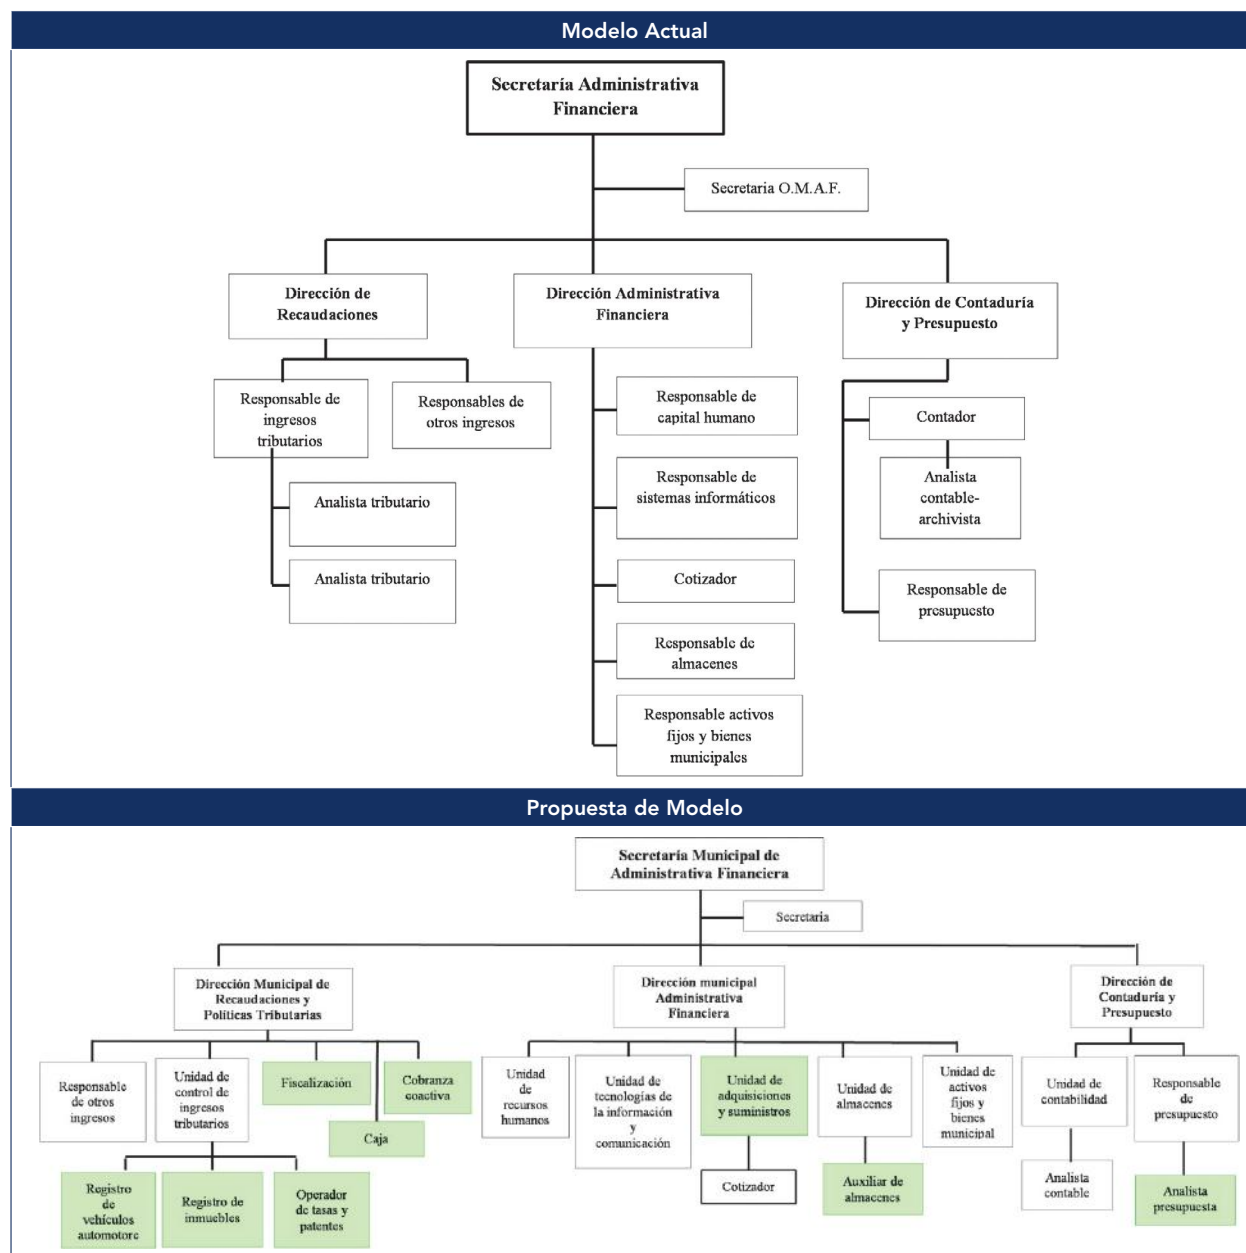 Modelo Actual
Secretaría Administrativa
Financiera
Secretaria O.M.A.F.
Dirección de
Recaudaciones
Dirección Administrativa
Financiera
Dirección de Contaduría
y Presupuesto
Responsable de
ingresos
tributarios
Responsables de
otros ingresos
Analista tributario
Analista tributario
Responsable de
capital humano
Responsable de
sistemas informáticos
Cotizador
Responsable de
almacenes
Responsable activos
fijos y bienes
municipales
Contador
Analista
contable-
archivista
Responsable de
presupuesto
Propuesta de Modelo
Secretaría Municipal de
Administrativa Financiera
Secretaria
Dirección Municipal de
Recaudaciones y
Políticas Tributarias
Dirección municipal
Administrativa
Financiera
Dirección de
Contaduría y
Presupuesto
Responsable
de otros
ingresos
Unidad de
control de
ingresos
tributarios
Fiscalización
Caja
Cobranza
coactiva
Registro
de
vehículos
automotore
Registro de
inmuebles
Operador
de tasas y
patentes
Unidad
de
recursos
humanos
Unidad de
tecnologías de
la información
y
comunicación
Unidad de
adquisiciones
y suministros
Unidad de
almacenes
Unidad de
activos
fijos y
bienes
municipal
Cotizador
Auxiliar de
almacenes
Unidad de
contabilidad
Responsable
de
presupuesto
Analista
contable
Analista
presupuesta